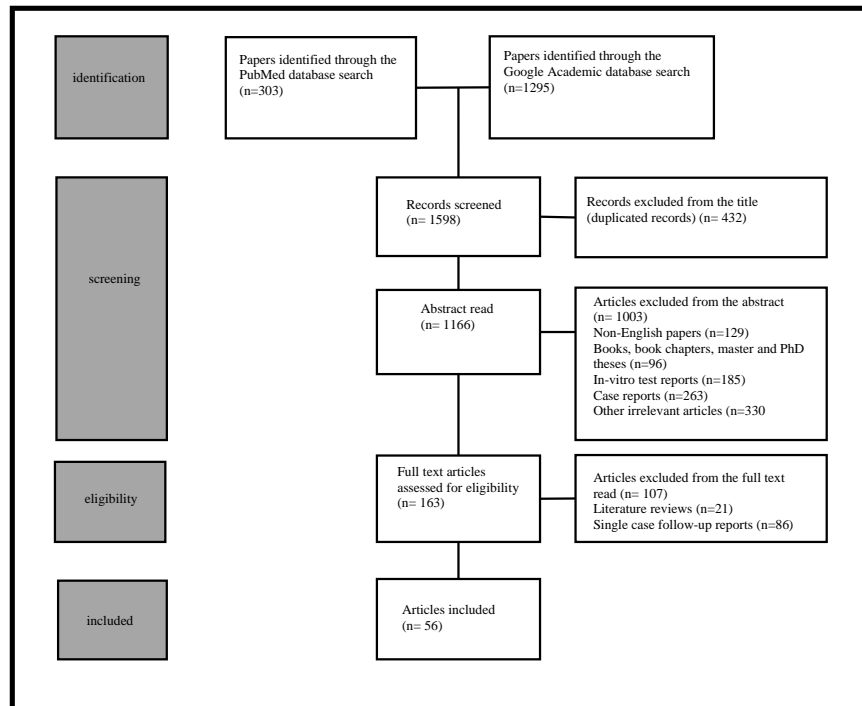 identification
Papers identified through the
PubMed database search
(n=303)
Papers identified through the
Google Academic database search
(n=1295)
screening
Records screened
(n= 1598)
Records excluded from the title
(duplicated records) (n= 432)
Abstract read
(n= 1166)
Articles excluded from the abstract
(n= 1003)
Non-English papers (n=129)
Books, book chapters, master and PhD
theses (n=96)
In-vitro test reports (n=185)
Case reports (n=263)
Other irrelevant articles (n=330
eligibility
Full text articles
assessed for eligibility
(n= 163)
Articles excluded from the full text
read (n= 107)
Literature reviews (n=21)
Single case follow-up reports (n=86)
included
Articles included
(n= 56)